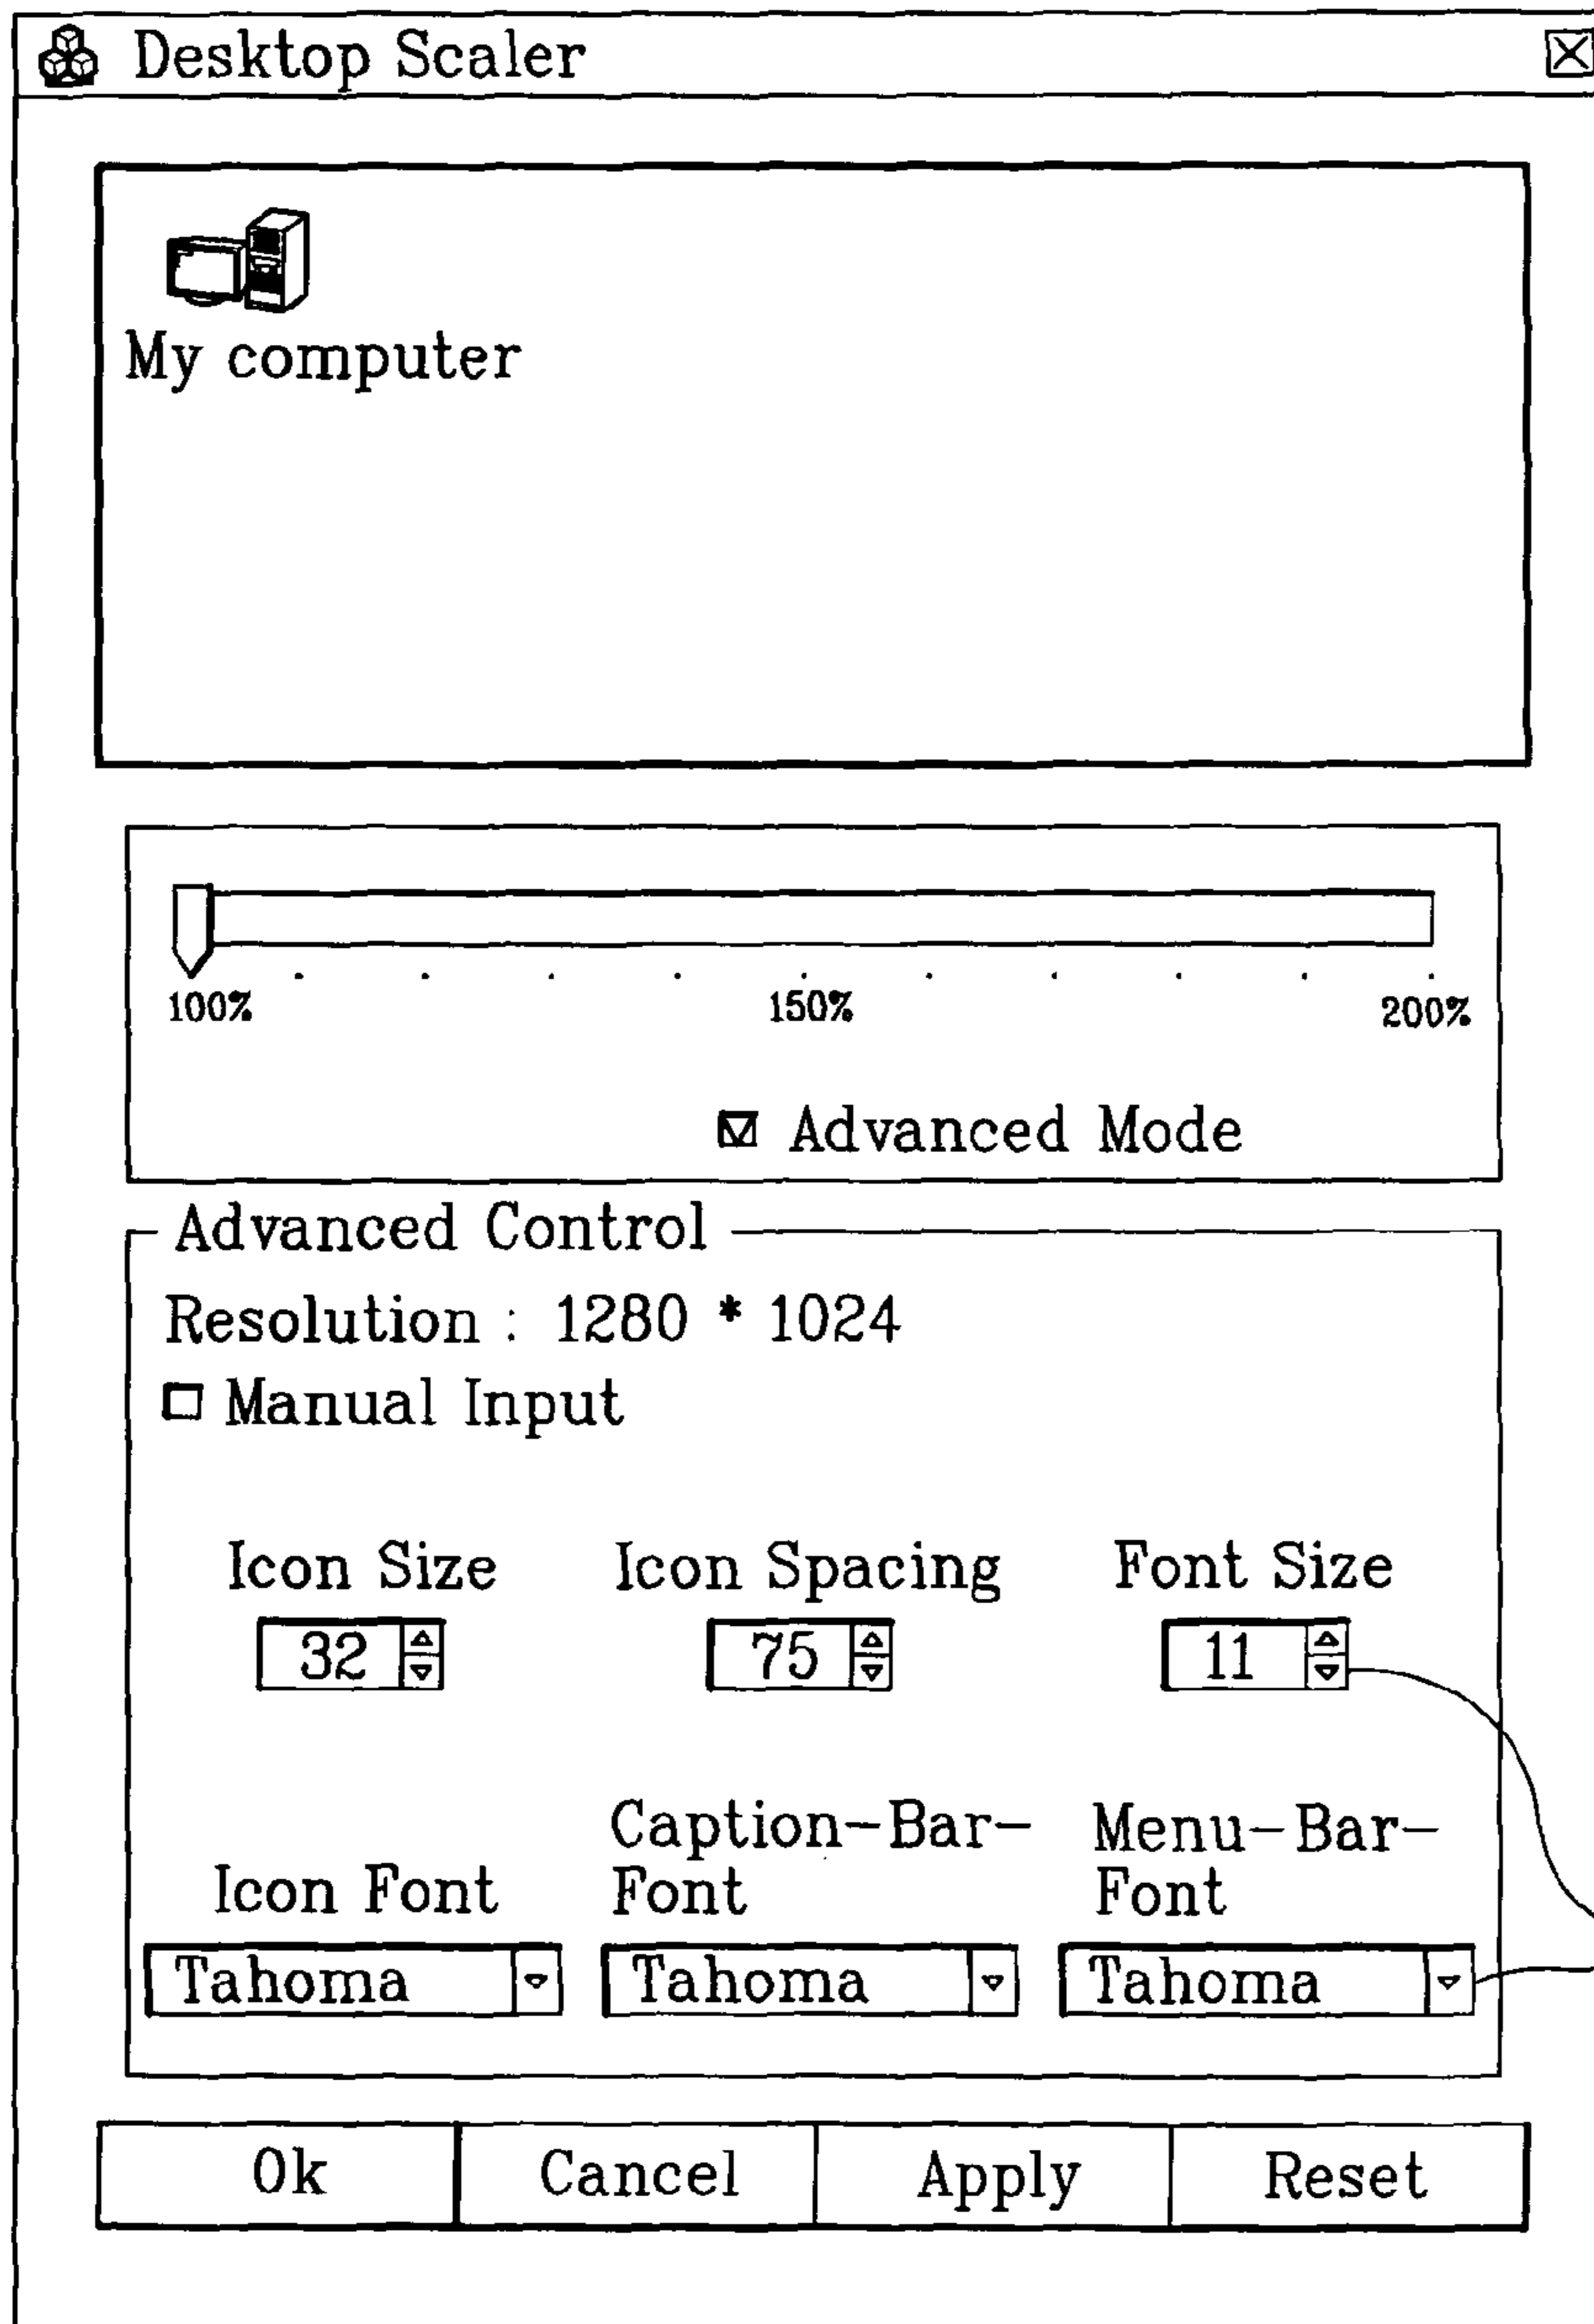 Desktop Scaler
My computer
100% 150% 200%
Advanced Mode
Advanced Control
Resolution : 1280 * 1024
Manual Input
Icon Size Icon Spacing Font Size
32 75 11
Caption-Bar- Menu-Bar-
Icon Font Font Font
Tahoma Tahoma Tahoma
Ok Cancel Apply Reset